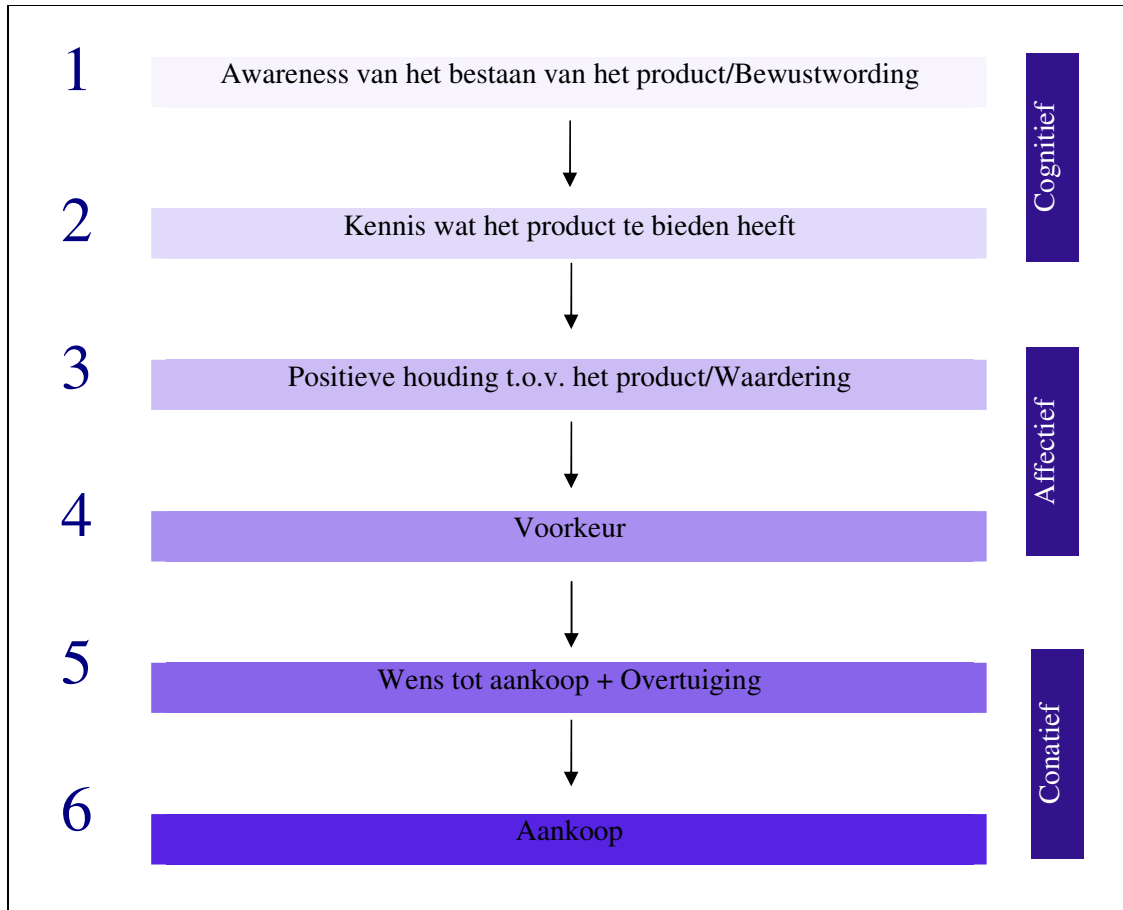 1
Awareness van het bestaan van het product/Bewustwording
Cognitief
2
Kennis wat het product te bieden heeft
3
Positieve houding t.o.v. het product/Waardering
Affectief
4
Voorkeur
5
Wens tot aankoop + Overtuiging
Conatief
6
Aankoop